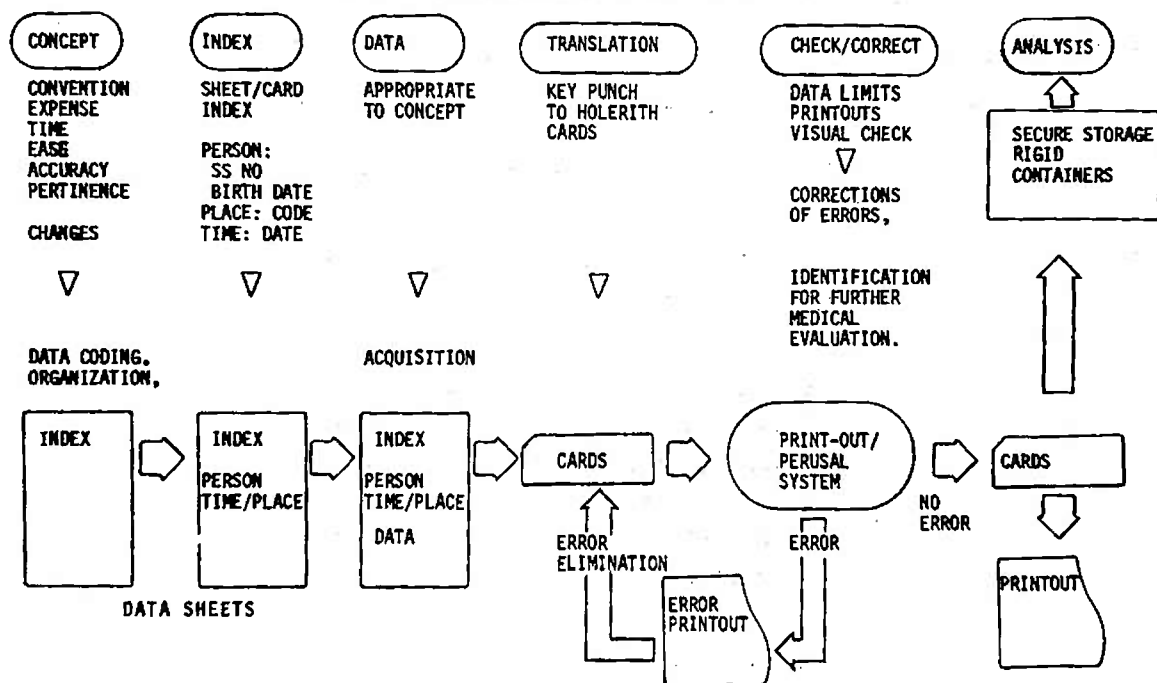 CONCEPT
CONVENTION
EXPENSE
TIME
EASE
ACCURACY
PERTINENCE
CHANGES
DATA CODING.
ORGANIZATION,
INDEX
SHEET/CARD
INDEX
PERSON:
SS NO
BIRTH DATE
PLACE: CODE
TIME: DATE
DATA
APPROPRIATE
TO CONCEPT
ACQUISITION
TRANSLATION
KEY PUNCH
TO HOLERITH
CARDS
CHECK/CORRECT
DATA LIMITS
PRINTOUTS
VISUAL CHECK
CORRECTIONS
OF ERRORS,
IDENTIFICATION
FOR FURTHER
MEDICAL
EVALUATION.
ANALYSIS
SECURE STORAGE
RIGID
CONTAINERS
INDEX
INDEX
PERSON
TIME/PLACE
INDEX
PERSON
TIME/PLACE
DATA
CARDS
PRINT-OUT/
PERUSAL
SYSTEM
NO
ERROR
CARDS
ERROR
ELIMINATION
ERROR
ERROR
PRINTOUT
PRINTOUT
DATA SHEETS